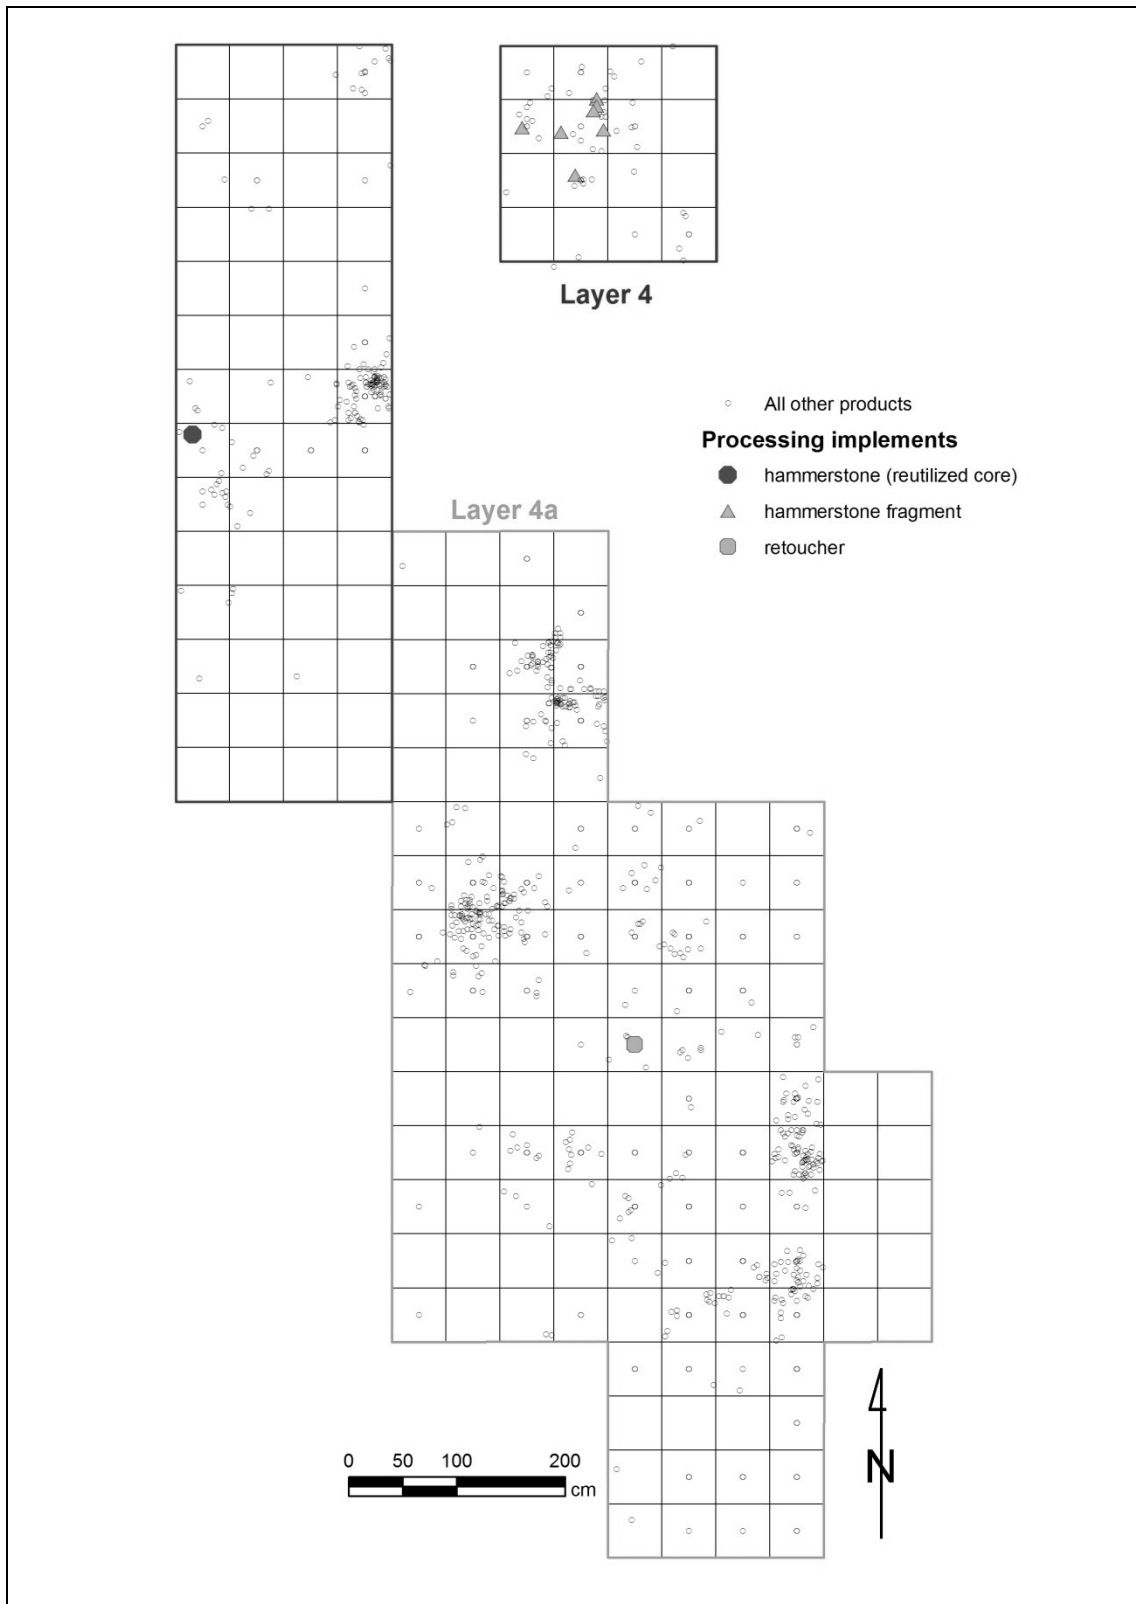 Layer 4
All other products
Processing implements
hammerstone (reutilized core)
hammerstone fragment
retoucher
Layer 4a
0 50 100 200
cm
N